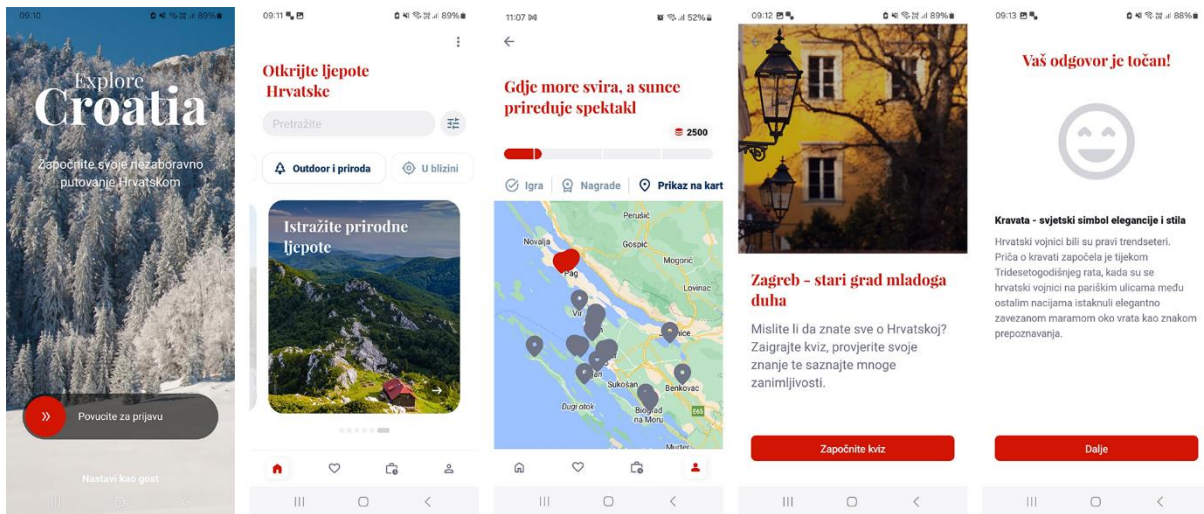 09:10
89%
Explore
Croatia
Započnite svoje nezaboravno
putovanje Hrvatskom
Povucite za prijavu
Nastavi kao gost
09:11
89%
Otkrijte ljepote
Hrvatske
Pretražite
Outdoor i priroda
U blizini
Istražite prirodne
ljepote
11:07
52%
Gdje more svira, a sunce
priređuje spektakl
2500
Igra
Nagrade
Prikaz na kart
Perušić
Novalja
Gospić
Pag
Mogorić
Lovinac
Vir
Sukošan
Benkovac
Dugi otok
Biograd
na Moru
E65
Murter
09:12
89%
Zagreb - stari grad mladoga
duha
Mislite li da znate sve o Hrvatskoj?
Zaigrajte kviz, provjerite svoje
znanje te saznajte mnoge
zanimljivosti.
Započnite kviz
09:13
88%
Vaš odgovor je točan!
Kravata - svjetski simbol elegancije i stila
Hrvatski vojnici bili su pravi trendseteri.
Priča o kravati započela je tijekom
Tridesetogodišnjeg rata, kada su se
hrvatski vojnici na pariškim ulicama među
ostalim nacijama istaknuli elegantno
zavezanom maramom oko vrata kao znakom
prepoznavanja.
Dalje